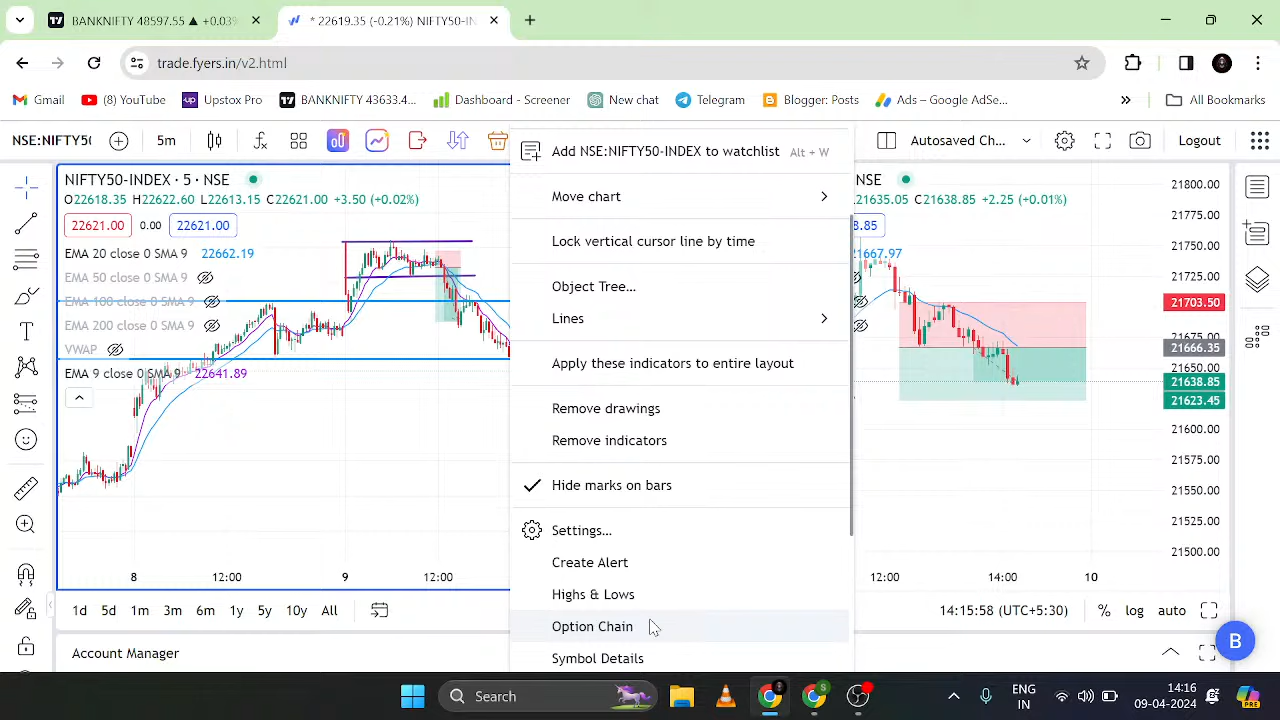 BANKNIFTY 48597.55 ▲ +0.03%
* 22619.35 (-0.21%) NIFTY50-IN
trade.fyers.in/v2.html
Gmail
(8) YouTube
Upstox Pro
BANKNIFTY 43633.4...
Dashboard - Screener
New chat
Telegram
Blogger: Posts
Ads – Google Adse...
All Bookmarks
NSE:NIFTY50
5m
Autosaved Ch...
Logout
NIFTY50-INDEX · 5 · NSE
O22618.35 H22622.60 L22613.15 C22621.00 +3.50 (+0.02%)
22621.00 0.00 22621.00
EMA 20 close 0 SMA 9 22662.19
EMA 50 close 0 SMA 9
EMA 100 close 0 SMA 9
EMA 200 close 0 SMA 9
VWAP
EMA 9 close 0 SMA 9 22641.89
8 12:00 9 12:00
Add NSE:NIFTY50-INDEX to watchlist Alt + W
Move chart
Lock vertical cursor line by time
Object Tree...
Lines
Apply these indicators to entire layout
Remove drawings
Remove indicators
Hide marks on bars
Settings...
Create Alert
Highs & Lows
Option Chain
Symbol Details
NSE
21635.05 C21638.85 +2.25 (+0.01%)
8.85
21667.97
21800.00
21775.00
21750.00
21725.00
21703.50
21666.35
21650.00
21638.85
21623.45
21600.00
21575.00
21550.00
21525.00
21500.00
12:00 14:00 10
1d 5d 1m 3m 6m 1y 5y 10y All
14:15:58 (UTC+5:30) % log auto
B
Account Manager
Search
S
ENG
IN
14:16
09-04-2024
PRE